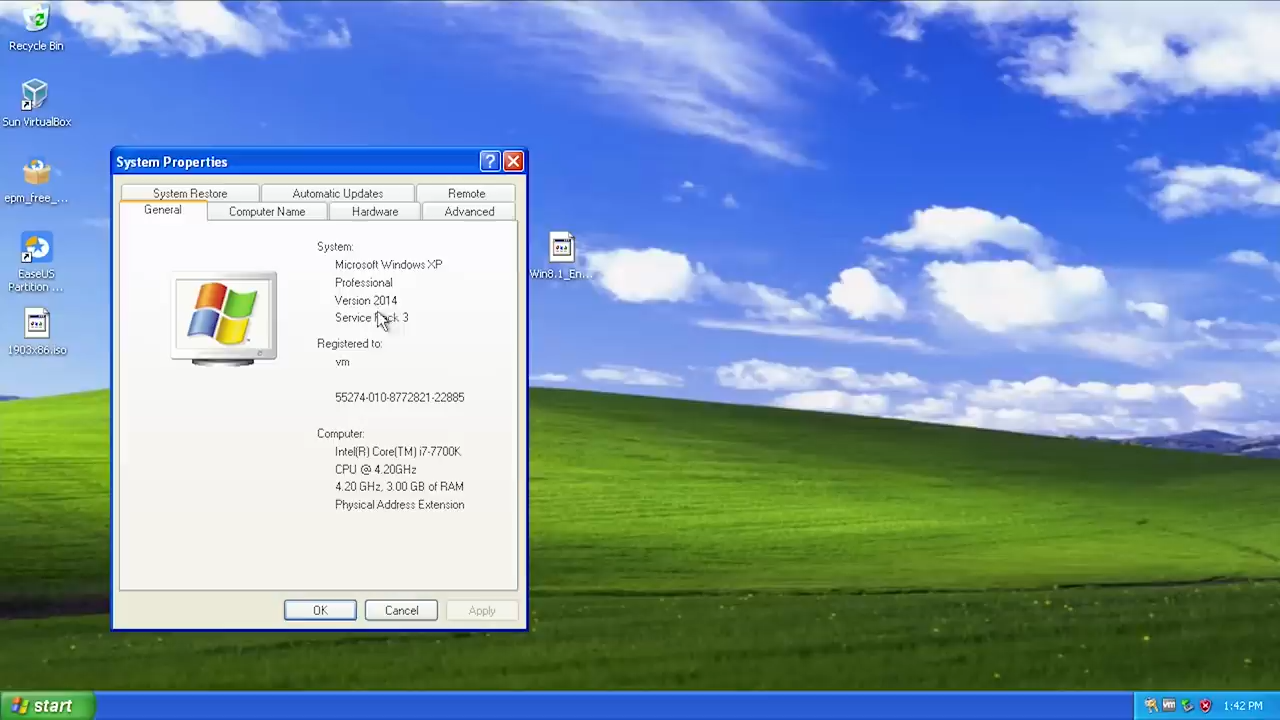 Recycle Bin
Sun VirtualBox
epm_free_...
EaseUS
Partition ...
1903x86.iso
System Properties
System Restore
Automatic Updates
Remote
General
Computer Name
Hardware
Advanced
System:
Microsoft Windows XP
Professional
Version 2014
Service Pack 3
Registered to:
vm
55274-010-8772821-22885
Computer:
Intel(R) Core(TM) i7-7700K
CPU @ 4.20GHz
4.20 GHz, 3.00 GB of RAM
Physical Address Extension
OK
Cancel
Apply
Win8.1_En...
start
1:42 PM